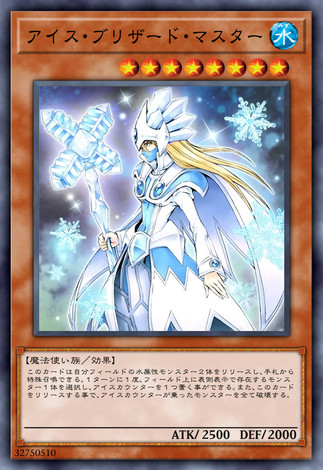 アイス・ブリザード・マスター
水
【魔法使い族／効果】
このカードは自分フィールドの水属性モンスター２体をリリースし、手札から
特殊召喚できる。１ターンに１度、フィールド上に表側表示で存在するモンス
ター１体を選択し、アイスカウンターを１つ置く事ができる。また、このカード
をリリースする事で、アイスカウンターが乗ったモンスターを全て破壊する。
ATK/ 2500 DEF/2000
32750510